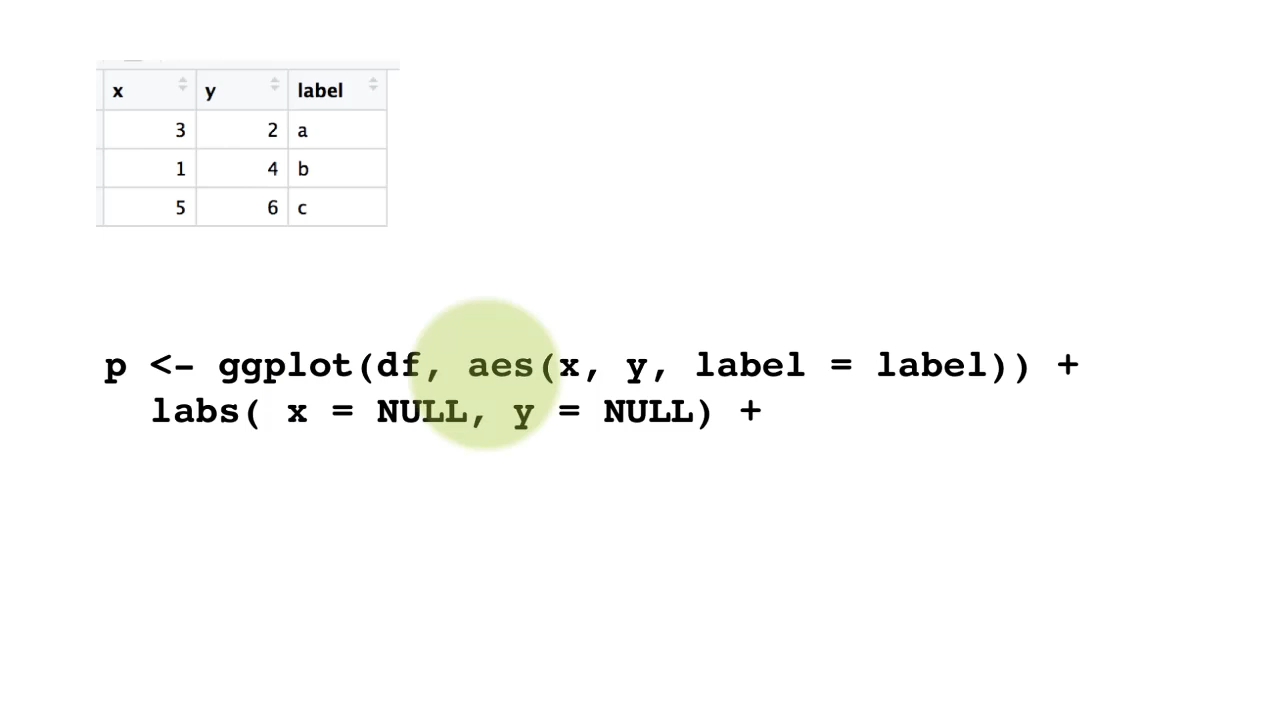 x y label
3 2 a
1 4 b
5 6 c
p <- ggplot(df, aes(x, y, label = label)) +
labs( x = NULL, y = NULL) +